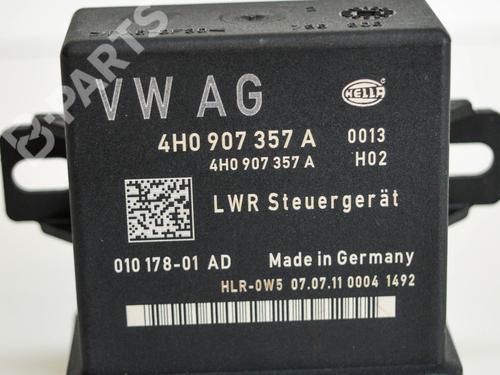 VW AG
HELLA
4H0 907 357 A 0013
4H0 907 357 A H02
LWR Steuergerät
010 178-01 AD Made in Germany
HLR-0W5 07.07.11 0004 1492
B-PARTS